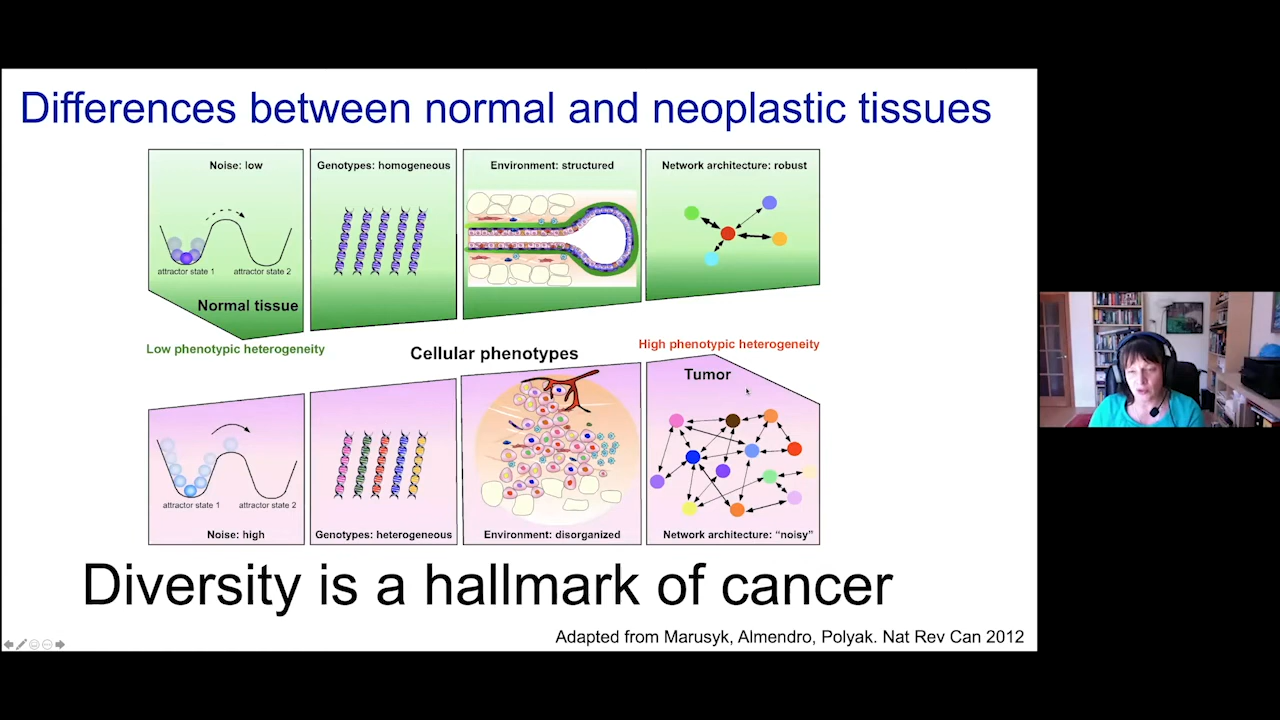 Differences between normal and neoplastic tissues
Noise: low
Genotypes: homogeneous
Environment: structured
Network architecture: robust
attractor state 1
attractor state 2
Normal tissue
Low phenotypic heterogeneity
Cellular phenotypes
High phenotypic heterogeneity
Tumor
attractor state 1
attractor state 2
Noise: high
Genotypes: heterogeneous
Environment: disorganized
Network architecture: “noisy”
Diversity is a hallmark of cancer
Adapted from Marusyk, Almendro, Polyak. Nat Rev Can 2012